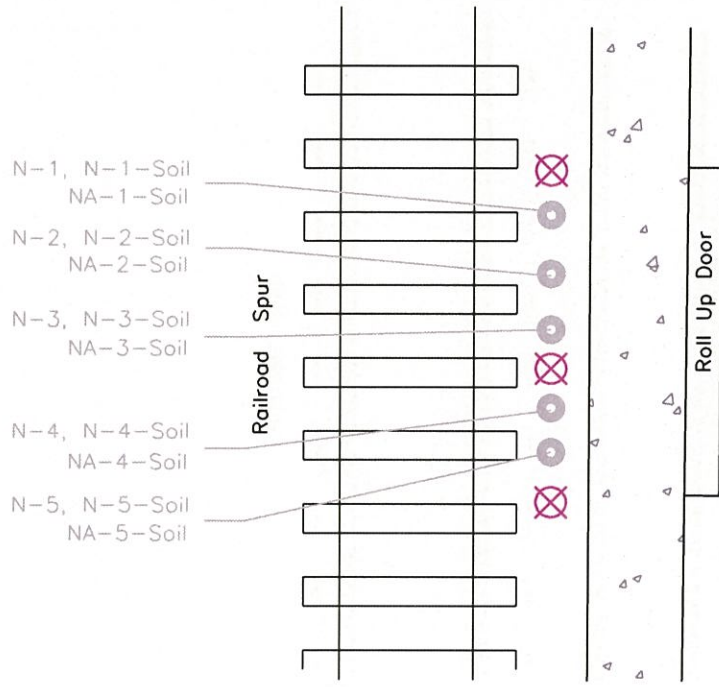 N-1, N-1-Soil
NA-1-Soil
N-2, N-2-Soil
NA-2-Soil
N-3, N-3-Soil
NA-3-Soil
N-4, N-4-Soil
NA-4-Soil
N-5, N-5-Soil
NA-5-Soil
Railroad Spur
Roll Up Door